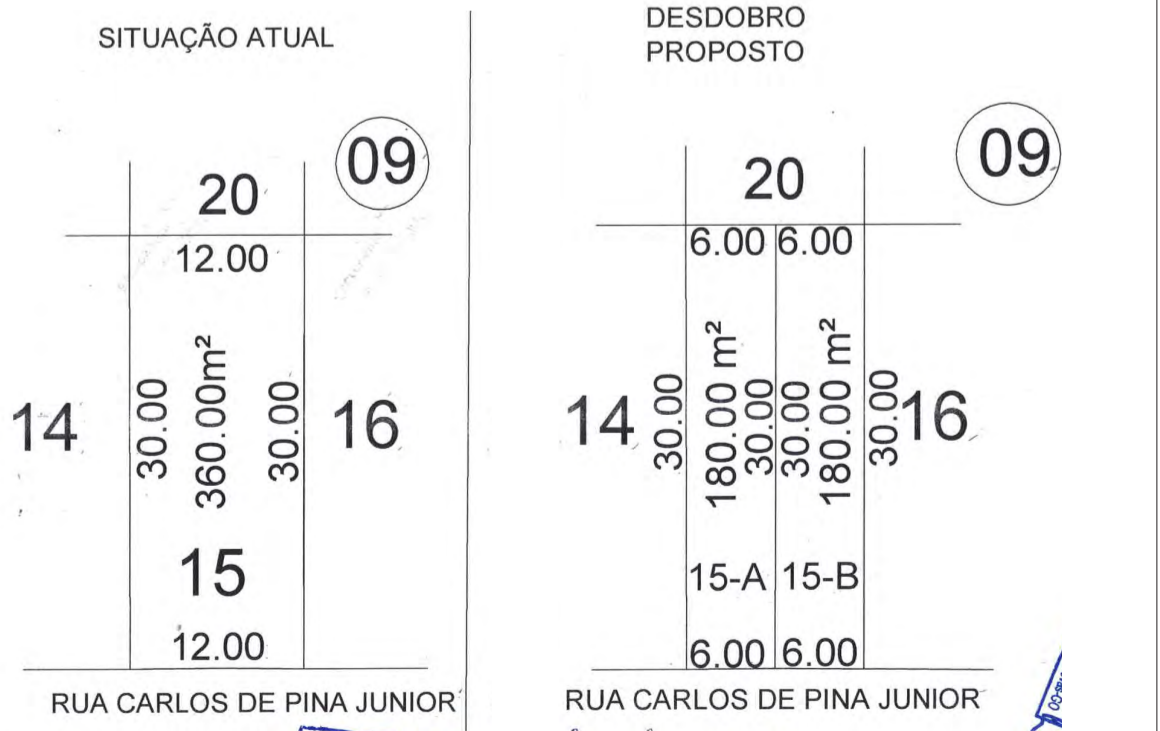 SITUAÇÃO ATUAL
09
20
12.00
14
30.00
360.00m²
30.00
16
15
12.00
RUA CARLOS DE PINA JUNIOR
DESDOBRO
PROPOSTO
09
20
6.00 6.00
14
30.00
180.00 m²
30.00
30.00
180.00 m²
30.00
16
15-A 15-B
6.00 6.00
RUA CARLOS DE PINA JUNIOR